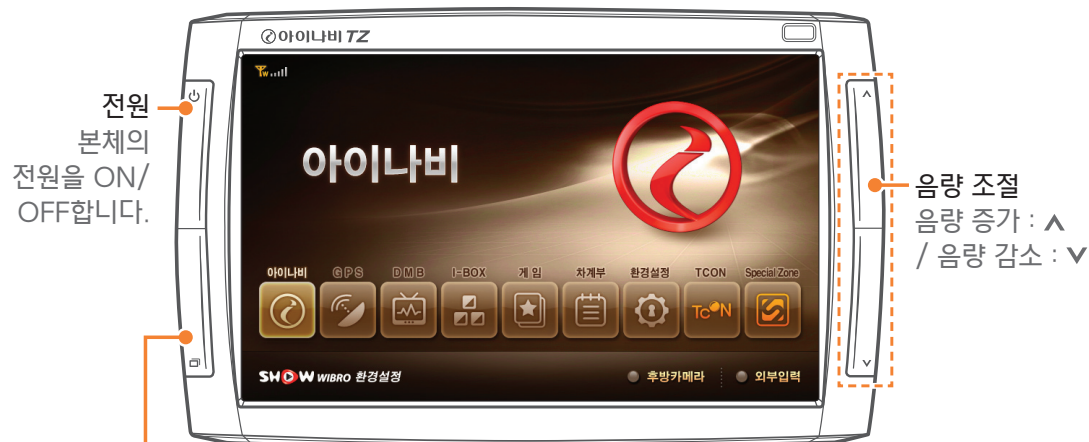 아이나비 TZ
전원
본체의
전원을 ON/
OFF합니다.
아이나비
음량 조절
음량 증가 : ∧
/ 음량 감소 : ∨
아이나비 GPS DMB I-BOX 게임 차계부 환경설정 TCON Special Zone
TCON
SHOW WIBRO 환경설정 후방카메라 외부입력